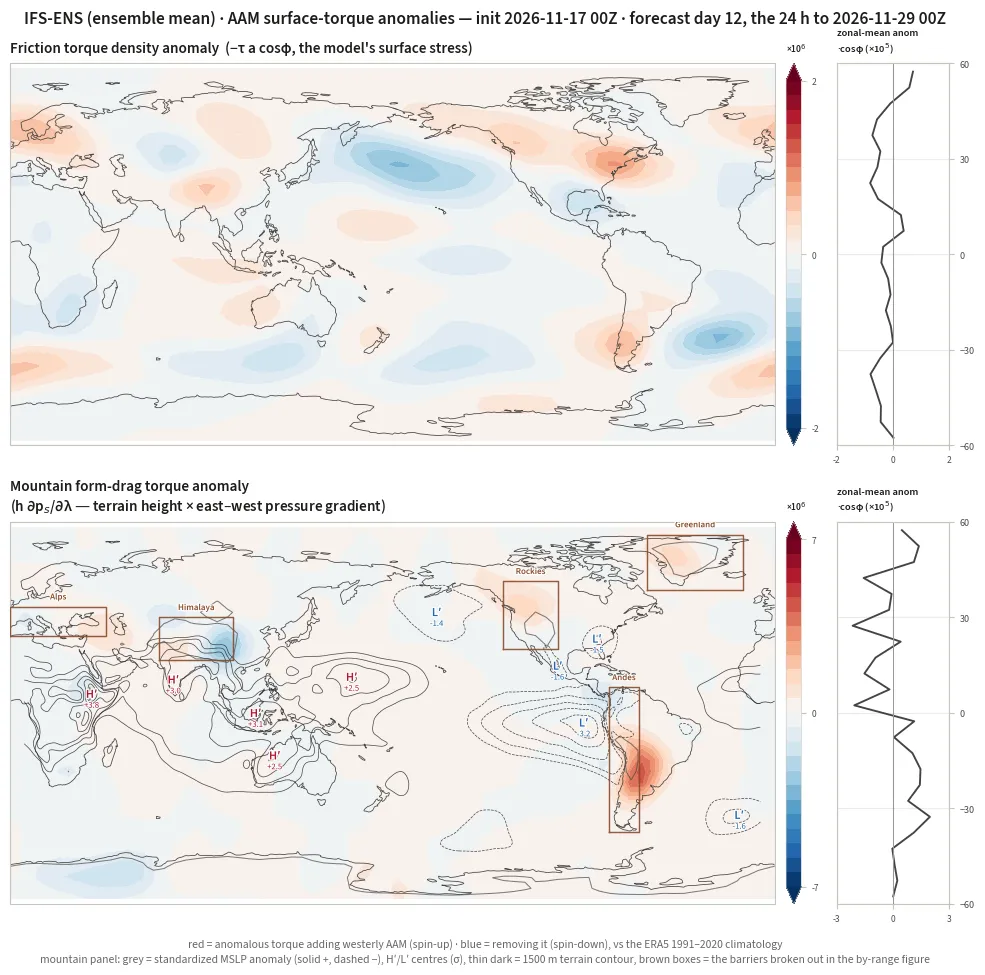 IFS-ENS (ensemble mean) · AAM surface-torque anomalies — init 2026-11-17 00Z · forecast day 12, the 24 h to 2026-11-29 00Z
Friction torque density anomaly (−τ a cosφ, the model's surface stress)
×10⁶
zonal-mean anom
·cosφ (×10⁵)
2
0
-2
60
30
0
−30
−60
-2
0
2
Mountain form-drag torque anomaly
(h ∂pₛ/∂λ — terrain height × east–west pressure gradient)
×10⁶
zonal-mean anom
·cosφ (×10⁵)
Greenland
Rockies
Alps
Himalaya
Andes
L′
-1.4
L′
-1.5
L′
-1.6
H′
+3.8
H′
+3.0
H′
+2.5
H′
+3.1
L′
-3.2
H′
+2.5
L′
-1.6
7
0
-7
60
30
0
−30
−60
-3
0
3
red = anomalous torque adding westerly AAM (spin-up) · blue = removing it (spin-down), vs the ERA5 1991–2020 climatology
mountain panel: grey = standardized MSLP anomaly (solid +, dashed −), H′/L′ centres (σ), thin dark = 1500 m terrain contour, brown boxes = the barriers broken out in the by-range figure